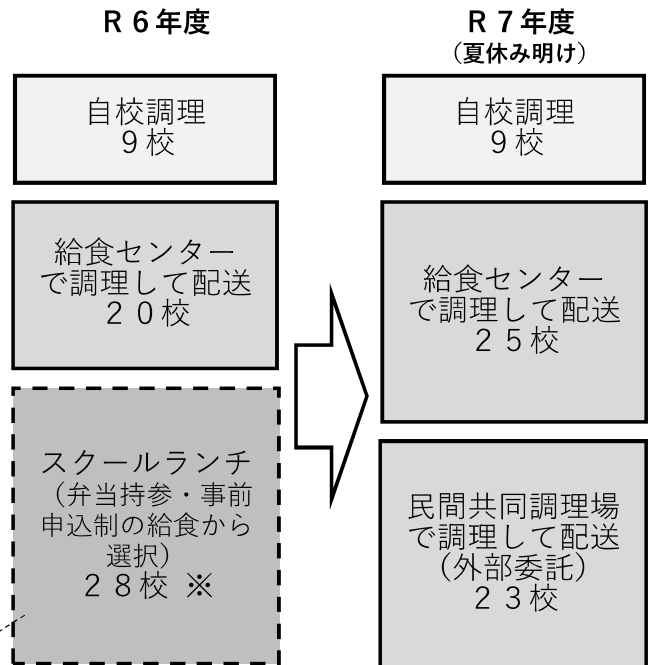 R６年度
自校調理
９校
給食センター
で調理して配送
２０校
スクールランチ
（弁当持参・事前
申込制の給食から
選択）
２８校 ※
R７年度
（夏休み明け）
自校調理
９校
給食センター
で調理して配送
２５校
民間共同調理場
で調理して配送
（外部委託）
２３校